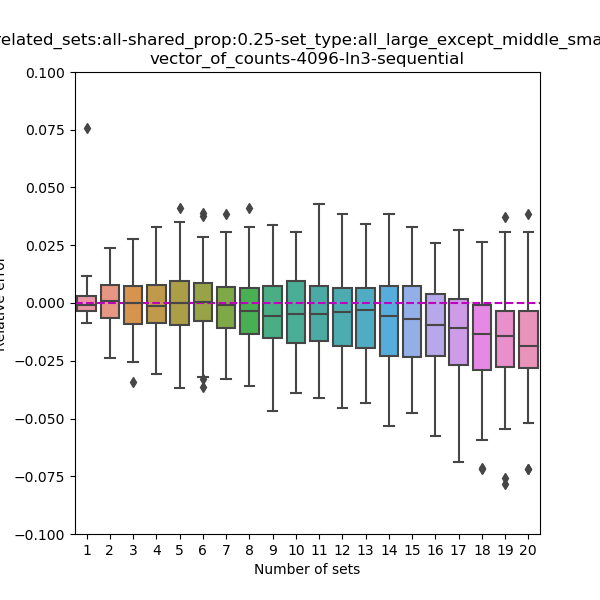 related_sets:all-shared_prop:0.25-set_type:all_large_except_middle_sma
vector_of_counts-4096-ln3-sequential
0.100
0.075
0.050
0.025
0.000
−0.025
−0.050
−0.075
−0.100
Relative error
1 2 3 4 5 6 7 8 9 10 11 12 13 14 15 16 17 18 19 20
Number of sets